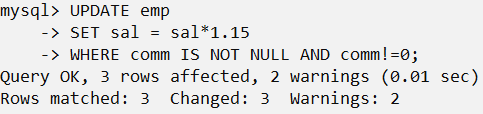 mysql> UPDATE emp
    -> SET sal = sal*1.15
    -> WHERE comm IS NOT NULL AND comm!=0;
Query OK, 3 rows affected, 2 warnings (0.01 sec)
Rows matched: 3  Changed: 3  Warnings: 2